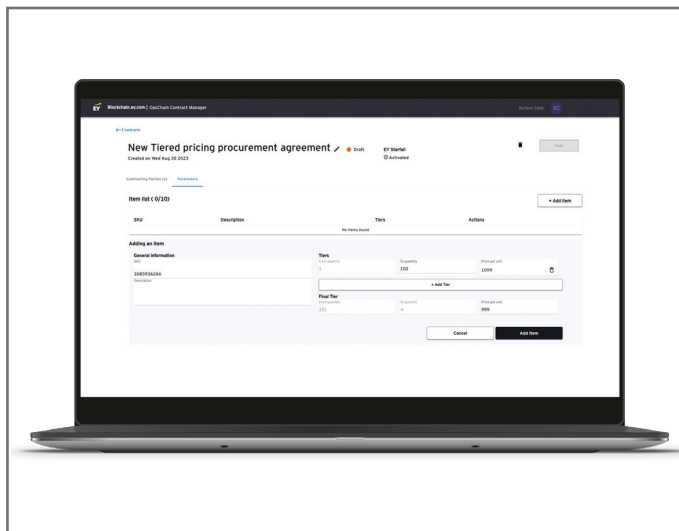 EY Blockchain.ey.com | OpsChain Contract Manager
XC
←Contracts
New Tiered pricing procurement agreement Draft EY Starfall Post
Created on Wed Aug 30 2023 Activated
Contracting Parties (2) Parameters
Item list ( 0/10) + Add Item
SKU Description Tiers Actions
No items found
Adding an item
General Information Tiers
SKU From quantity To quantity Price per unit
3685936266 1 100 1099
Description
+ Add Tier
Final Tier
From quantity To quantity Price per unit
101 ∞ 999
Cancel Add Item